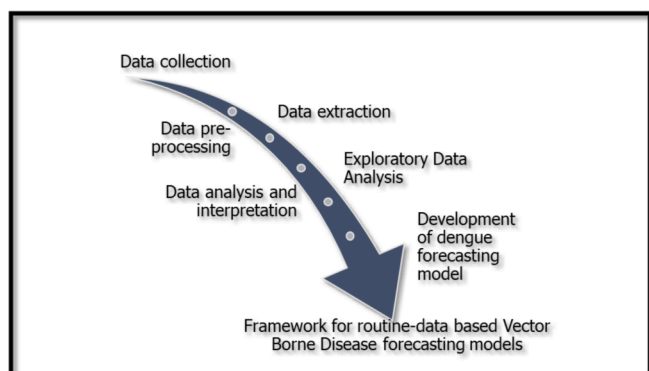 Data collection
Data extraction
Data pre-
processing
Exploratory Data
Analysis
Data analysis and
interpretation
Development
of dengue
forecasting
model
Framework for routine-data based Vector
Borne Disease forecasting models